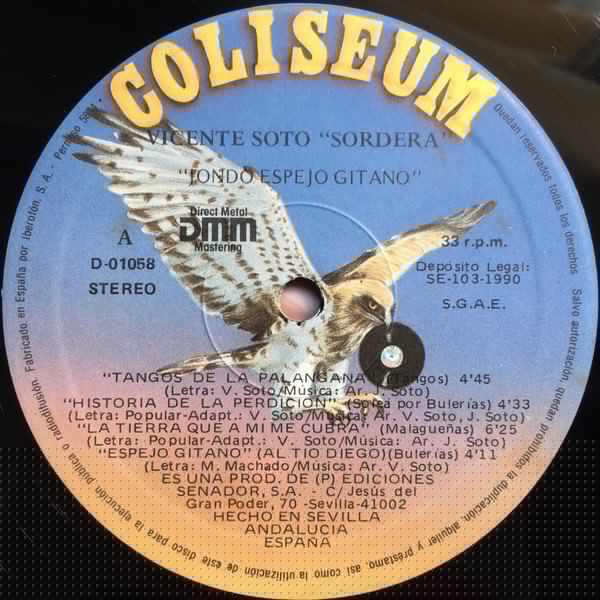 COLISEUM
VICENTE SOTO "SORDERA"
"JONDO ESPEJO GITANO"
Direct Metal
DMM
Mastering
A
D-01058
STEREO
33 r.p.m.
Depósito Legal:
SE-103-1990
S.G.A.E.
"TANGOS DE LA PALANGANA" (Tangos) 4'45
(Letra: V. Soto/Música: Ar. J. Soto)
"HISTORIA DE LA PERDICION" (Solea por Bulerías) 4'33
(Letra: Popular-Adapt.: V. Soto/Música: Ar. V. Soto, J. Soto)
"LA TIERRA QUE A MI ME CUBRA" (Malagueñas) 6'25
(Letra: Popular-Adapt.: V. Soto/Música: Ar. J. Soto)
"ESPEJO GITANO" (AL TIO DIEGO)(Bulerías) 4'11
(Letra: M. Machado/Música: Ar. V. Soto)
ES UNA PROD. DE (P) EDICIONES
SENADOR, S.A. - C/Jesús del
Gran Poder, 70 -Sevilla-41002
HECHO EN SEVILLA
ANDALUCIA
ESPAÑA
Quedan reservados todos los derechos Salvo autorización, quedan prohibidos la duplicación, alquiler y préstamo, así como la utilización de este disco para la ejecución pública o radiodifusión. Fabricado en España por Iberofón, S. A. -